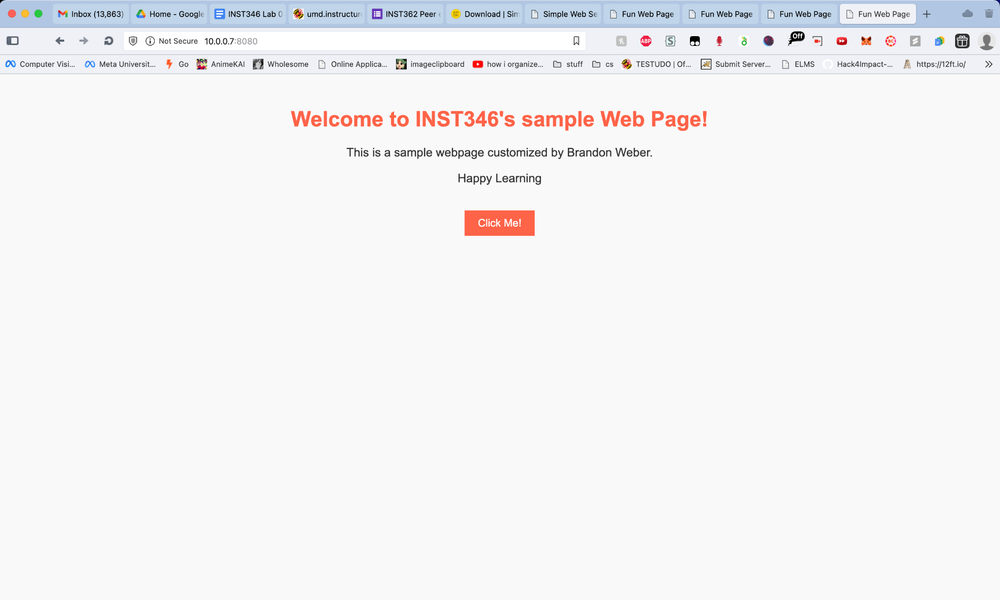 Inbox (13,863)
Home - Google
INST346 Lab 0
umd.instructure
INST362 Peer e
Download | Sim
Simple Web Se
Fun Web Page
Fun Web Page
Fun Web Page
Fun Web Page
Not Secure
10.0.0.7:8080
ABP
Off
BC
Computer Visi...
Meta Universit...
Go
AnimeKAI
Wholesome
Online Applica...
imageclipboard
how i organize...
stuff
cs
TESTUDO | Of...
Submit Server...
ELMS
Hack4Impact-...
https://12ft.io/
Welcome to INST346's sample Web Page!
This is a sample webpage customized by Brandon Weber.
Happy Learning
Click Me!